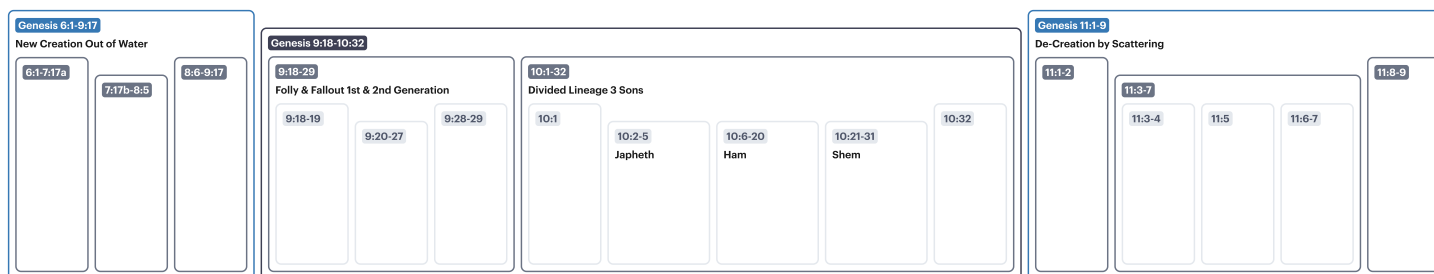 Genesis 6:1-9:17
New Creation Out of Water
6:1-7:17a
7:17b-8:5
8:6-9:17
Genesis 9:18-10:32
9:18-29
Folly & Fallout 1st & 2nd Generation
9:18-19
9:20-27
9:28-29
10:1-32
Divided Lineage 3 Sons
10:1
10:2-5
Japheth
10:6-20
Ham
10:21-31
Shem
10:32
Genesis 11:1-9
De-Creation by Scattering
11:1-2
11:3-7
11:3-4
11:5
11:6-7
11:8-9